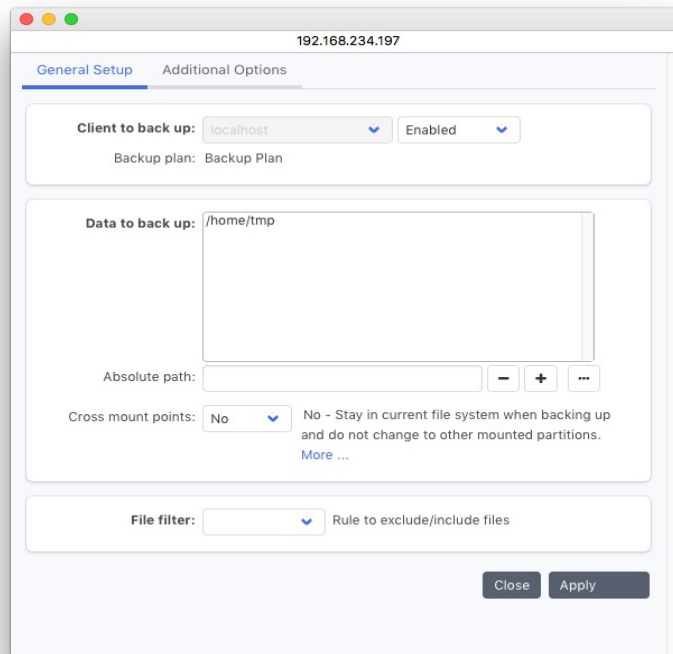 192.168.234.197
General Setup Additional Options
Client to back up: localhost Enabled
Backup plan: Backup Plan
Data to back up: /home/tmp
Absolute path:
Cross mount points: No No - Stay in current file system when backing up
and do not change to other mounted partitions.
More ...
File filter: Rule to exclude/include files
Close Apply